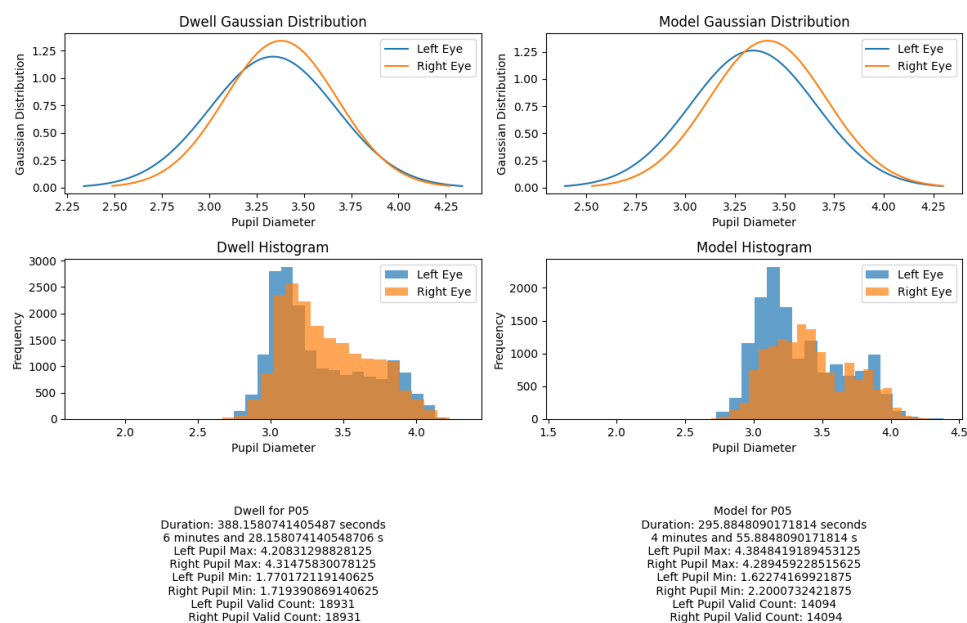 Dwell Gaussian Distribution
Gaussian Distribution
1.25
1.00
0.75
0.50
0.25
0.00
Left Eye
Right Eye
2.25 2.50 2.75 3.00 3.25 3.50 3.75 4.00 4.25
Pupil Diameter
Model Gaussian Distribution
Gaussian Distribution
1.25
1.00
0.75
0.50
0.25
0.00
Left Eye
Right Eye
2.50 2.75 3.00 3.25 3.50 3.75 4.00 4.25
Pupil Diameter
Dwell Histogram
Frequency
3000
2500
2000
1500
1000
500
0
Left Eye
Right Eye
2.0 2.5 3.0 3.5 4.0
Pupil Diameter
Model Histogram
Frequency
2000
1500
1000
500
0
Left Eye
Right Eye
1.5 2.0 2.5 3.0 3.5 4.0 4.5
Pupil Diameter
Dwell for P05
Duration: 388.1580741405487 seconds
6 minutes and 28.158074140548706 s
Left Pupil Max: 4.20831298828125
Right Pupil Max: 4.31475830078125
Left Pupil Min: 1.770172119140625
Right Pupil Min: 1.719390869140625
Left Pupil Valid Count: 18931
Right Pupil Valid Count: 18931
Model for P05
Duration: 295.8848090171814 seconds
4 minutes and 55.8848090171814 s
Left Pupil Max: 4.3848419189453125
Right Pupil Max: 4.289459228515625
Left Pupil Min: 1.62274169921875
Right Pupil Min: 2.2000732421875
Left Pupil Valid Count: 14094
Right Pupil Valid Count: 14094